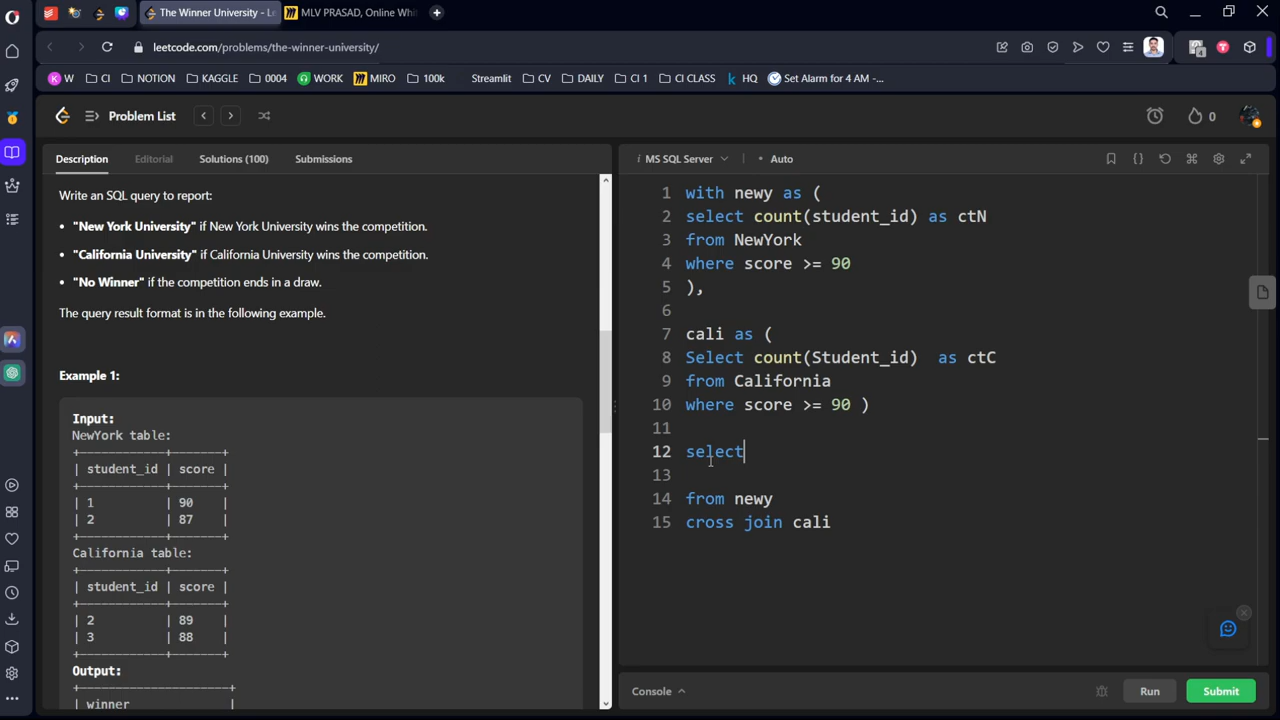 The Winner University - Le
MLV PRASAD, Online Whit
leetcode.com/problems/the-winner-university/
4
K W
CI
NOTION
KAGGLE
0004
WORK
MIRO
100k
Streamlit
CV
DAILY
CI 1
CI CLASS
HQ
Set Alarm for 4 AM -...
Problem List
0
Description
Editorial
Solutions (100)
Submissions
Write an SQL query to report:
• "New York University" if New York University wins the competition.
• "California University" if California University wins the competition.
• "No Winner" if the competition ends in a draw.
The query result format is in the following example.
Example 1:
Input:
NewYork table:
+------------+-------+
| student_id | score |
+------------+-------+
| 1 | 90 |
| 2 | 87 |
+------------+-------+
California table:
+------------+-------+
| student_id | score |
+------------+-------+
| 2 | 89 |
| 3 | 88 |
+------------+-------+
Output:
+---------------------+
| winner |
i MS SQL Server
• Auto
1 with newy as (
2 select count(student_id) as ctN
3 from NewYork
4 where score >= 90
5 ),
6
7 cali as (
8 Select count(Student_id)  as ctC
9 from California
10 where score >= 90 )
11
12 select
13
14 from newy
15 cross join cali
Console
Run
Submit